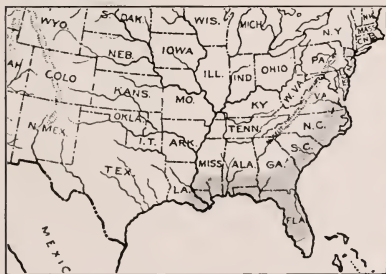 WYO.
S. DAK.
WIS.
MICH.
N.Y.
MASS.
NEB.
IOWA
ILL.
IND.
OHIO
PA.
COLO
KANS.
MO.
KY.
W.VA.
VA.
OKLA.
I.T.
ARK.
TENN.
N.C.
N. MEX.
TEX.
LA.
MISS.
ALA.
GA.
S.C.
FLA.
MEXICO